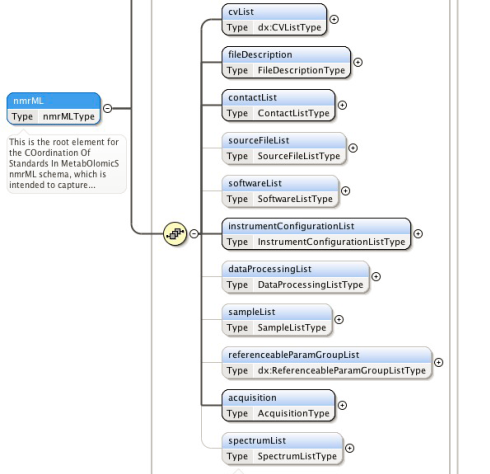 cvList
Type dx:CVListType
fileDescription
Type FileDescriptionType
contactList
Type ContactListType
nmrML
Type nmrMLType
This is the root element for
the COordination Of
Standards In MetabOlomicS
nmrML schema, which is
intended to capture...
sourceFileList
Type SourceFileListType
softwareList
Type SoftwareListType
instrumentConfigurationList
Type InstrumentConfigurationListType
dataProcessingList
Type DataProcessingListType
sampleList
Type SampleListType
referenceableParamGroupList
Type dx:ReferenceableParamGroupListType
acquisition
Type AcquisitionType
spectrumList
Type SpectrumListType